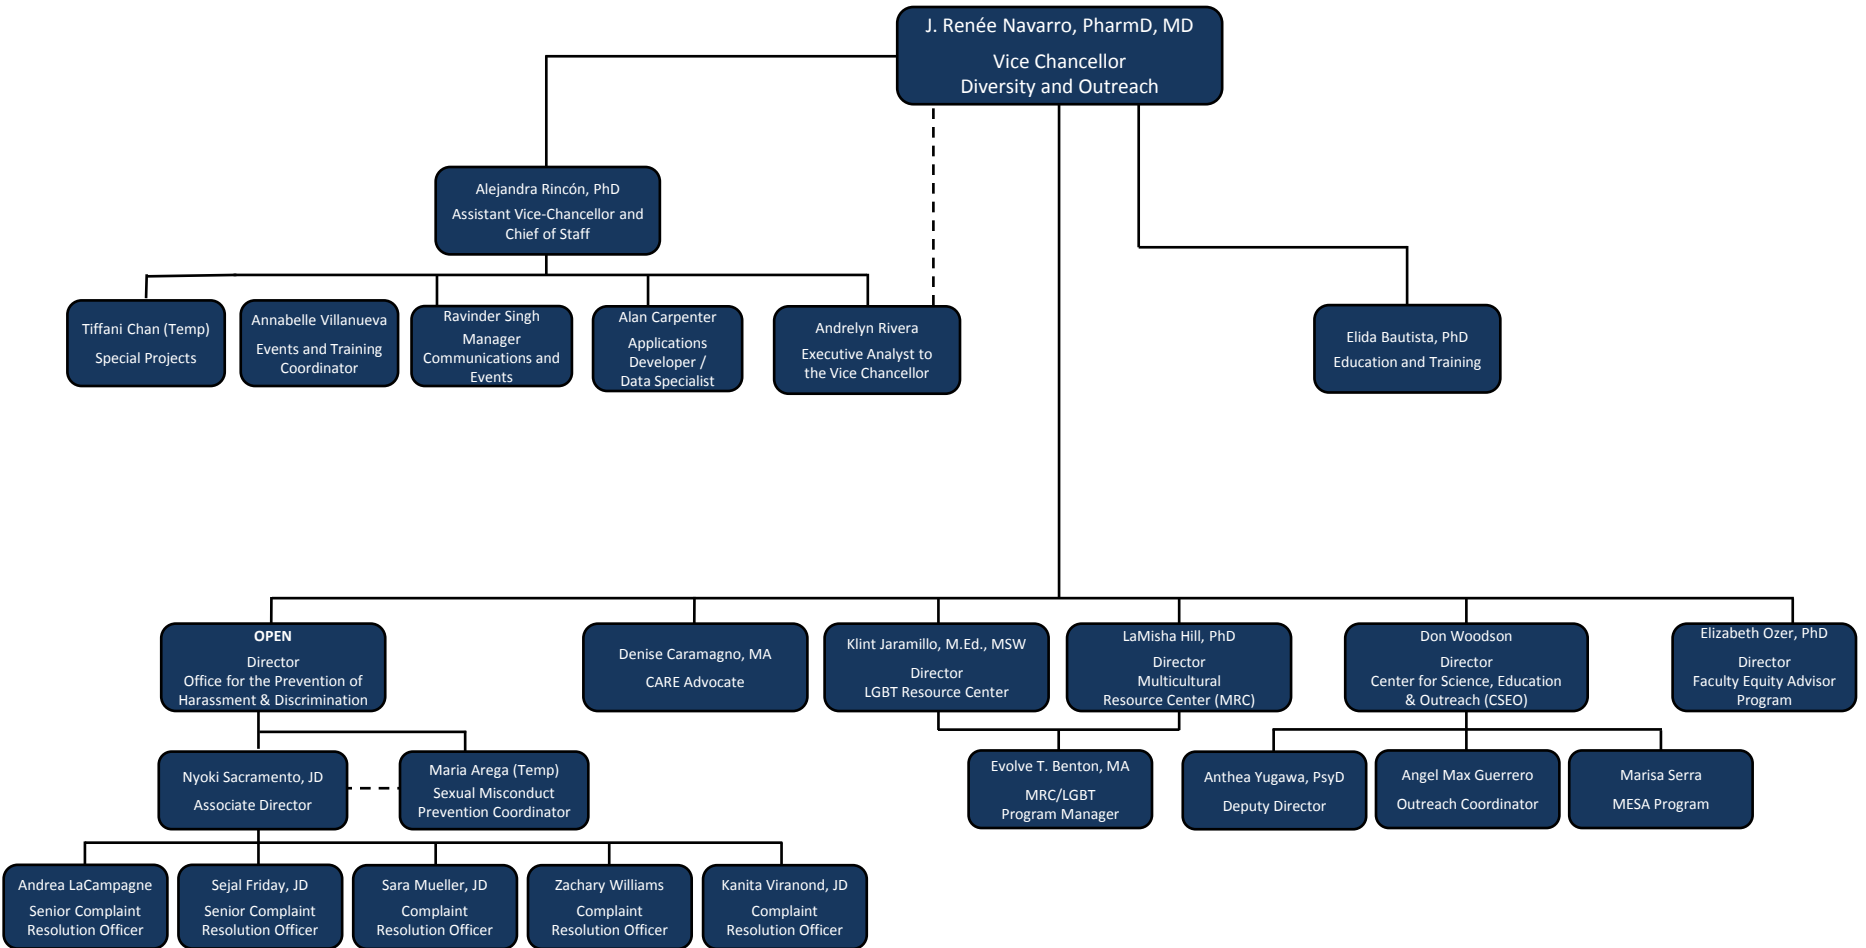 J. Renée Navarro, PharmD, MD
Vice Chancellor
Diversity and Outreach
Alejandra Rincón, PhD
Assistant Vice-Chancellor and
Chief of Staff
Tiffani Chan (Temp)
Special Projects
Annabelle Villanueva
Events and Training
Coordinator
Ravinder Singh
Manager
Communications and
Events
Alan Carpenter
Applications
Developer /
Data Specialist
Andrelyn Rivera
Executive Analyst to
the Vice Chancellor
Elida Bautista, PhD
Education and Training
OPEN
Director
Office for the Prevention of
Harassment & Discrimination
Denise Caramagno, MA
CARE Advocate
Klint Jaramillo, M.Ed., MSW
Director
LGBT Resource Center
LaMisha Hill, PhD
Director
Multicultural
Resource Center (MRC)
Don Woodson
Director
Center for Science, Education
& Outreach (CSEO)
Elizabeth Ozer, PhD
Director
Faculty Equity Advisor
Program
Nyoki Sacramento, JD
Associate Director
Maria Arega (Temp)
Sexual Misconduct
Prevention Coordinator
Evolve T. Benton, MA
MRC/LGBT
Program Manager
Anthea Yugawa, PsyD
Deputy Director
Angel Max Guerrero
Outreach Coordinator
Marisa Serra
MESA Program
Andrea LaCampagne
Senior Complaint
Resolution Officer
Sejal Friday, JD
Senior Complaint
Resolution Officer
Sara Mueller, JD
Complaint
Resolution Officer
Zachary Williams
Complaint
Resolution Officer
Kanita Viranond, JD
Complaint
Resolution Officer